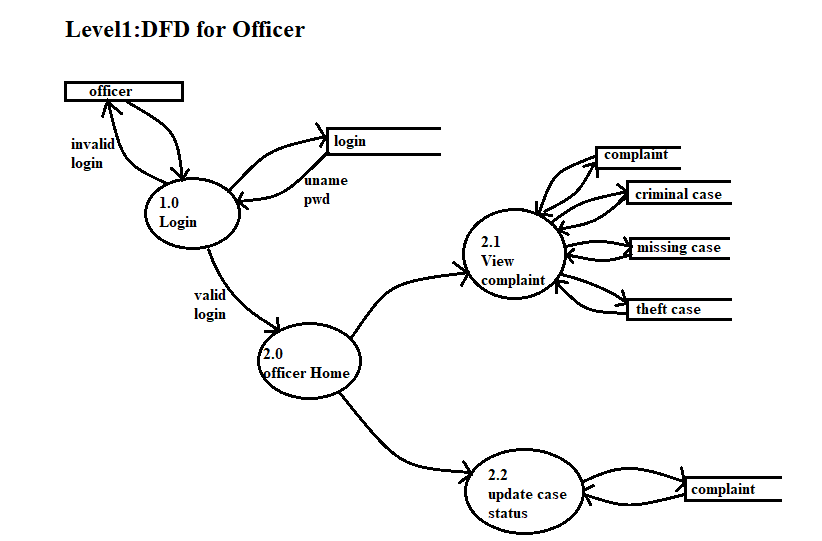 Level1:DFD for Officer
officer
invalid
login
login
uname
pwd
1.0
Login
valid
login
2.0
officer Home
2.1
View
complaint
complaint
criminal case
missing case
theft case
2.2
update case
status
complaint